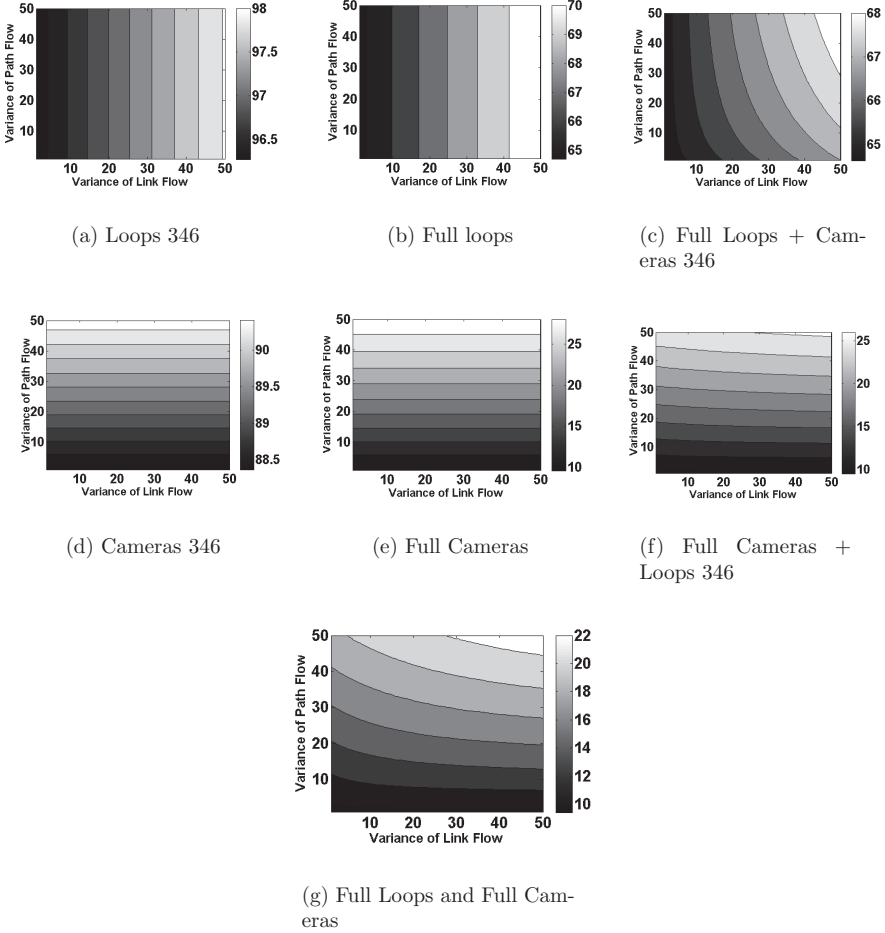 50
40
30
20
10
Variance of Path Flow
10 20 30 40 50
Variance of Link Flow
98
97.5
97
96.5
(a) Loops 346
50
40
30
20
10
Variance of Path Flow
10 20 30 40 50
Variance of Link Flow
70
69
68
67
66
65
(b) Full loops
50
40
30
20
10
Variance of Path Flow
10 20 30 40 50
Variance of Link Flow
68
67
66
65
(c) Full Loops + Cam-
eras 346
50
40
30
20
10
Variance of Path Flow
10 20 30 40 50
Variance of Link Flow
90
89.5
89
88.5
(d) Cameras 346
50
40
30
20
10
Variance of Path Flow
10 20 30 40 50
Variance of Link Flow
25
20
15
10
(e) Full Cameras
50
40
30
20
10
Variance of Path Flow
10 20 30 40 50
Variance of Link Flow
25
20
15
10
(f) Full Cameras +
Loops 346
50
40
30
20
10
Variance of Path Flow
10 20 30 40 50
Variance of Link Flow
22
20
18
16
14
12
10
(g) Full Loops and Full Cam-
eras